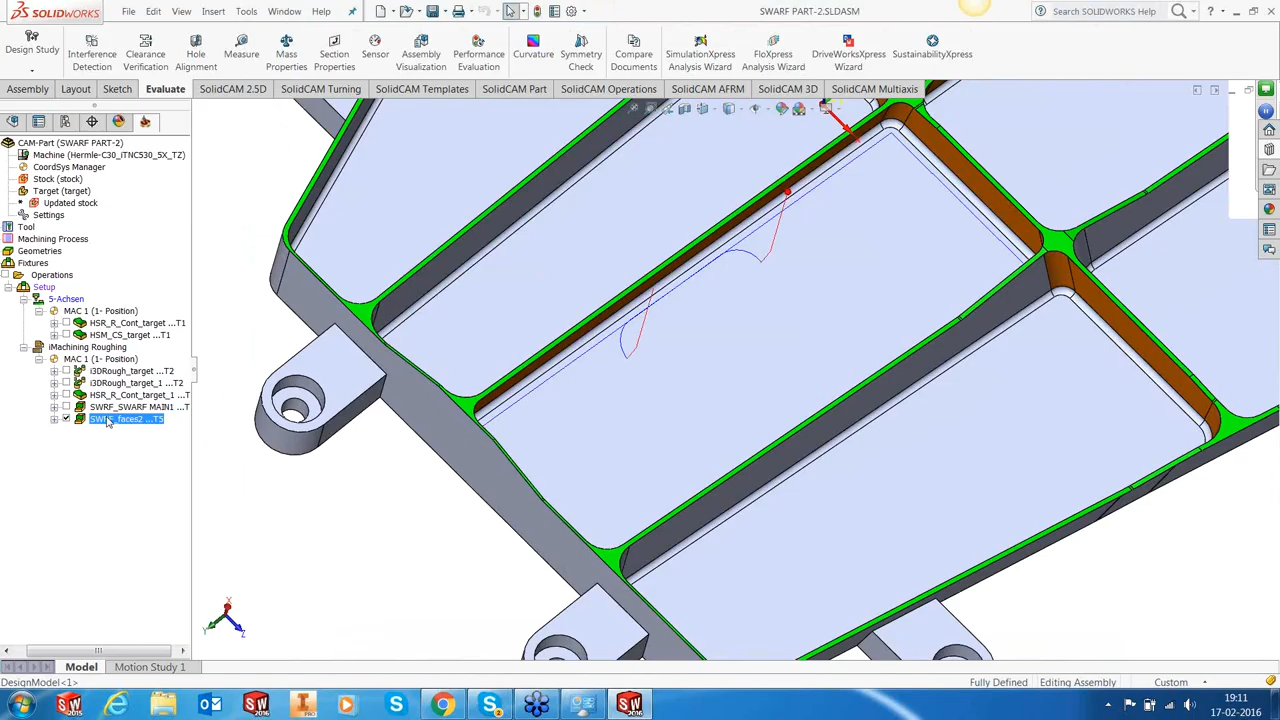 SOLIDWORKS File Edit View Insert Tools Window Help SWARF PART-2.SLDASM Search SOLIDWORKS Help
Design Study Interference Detection Clearance Verification Hole Alignment Measure Mass Properties Section Properties Sensor Assembly Visualization Performance Evaluation Curvature Symmetry Check Compare Documents SimulationXpress Analysis Wizard FloXpress Analysis Wizard DriveWorksXpress Wizard SustainabilityXpress
Assembly Layout Sketch Evaluate SolidCAM 2.5D SolidCAM Turning SolidCAM Templates SolidCAM Part SolidCAM Operations SolidCAM AFRM SolidCAM 3D SolidCAM Multiaxis
CAM-Part (SWARF PART-2)
Machine (Hermle-C30_iTNC530_5X_TZ)
CoordSys Manager
Stock (stock)
Target (target)
Updated stock
Settings
Tool
Machining Process
Geometries
Fixtures
Operations
Setup
5-Achsen
MAC 1 (1- Position)
HSR_R_Cont_target ...T1
HSM_CS_target ...T1
iMachining Roughing
MAC 1 (1- Position)
i3DRough_target ...T2
i3DRough_target_1 ...T2
HSR_R_Cont_target_1 ...T
SWRF_SWARF MAIN1 ...T
SWRF_faces2 ...T5
X
Y
Z
Model Motion Study 1
DesignModel<1> Fully Defined Editing Assembly Custom
19:11
17-02-2016